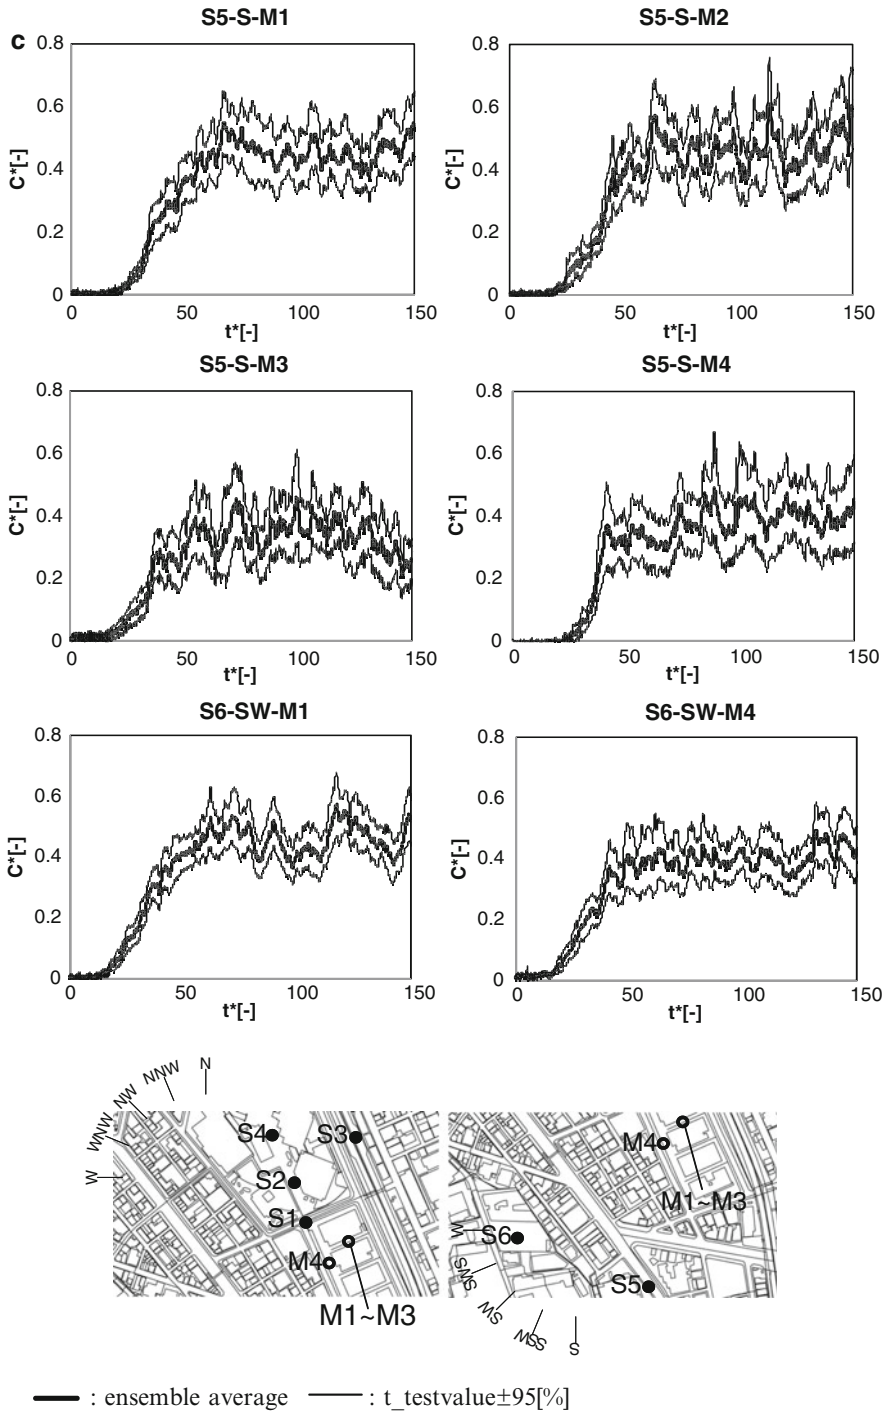 c
S5-S-M1
S5-S-M2
0.8
0.6
0.4
0.2
0
C*[-]
0
50
100
150
t*[-]
0.8
0.6
0.4
0.2
0
C*[-]
0
50
100
150
t*[-]
S5-S-M3
S5-S-M4
0.8
0.6
0.4
0.2
0
C*[-]
0
50
100
150
t*[-]
0.8
0.6
0.4
0.2
0
C*[-]
0
50
100
150
t*[-]
S6-SW-M1
S6-SW-M4
0.8
0.6
0.4
0.2
0
C*[-]
0
50
100
150
t*[-]
0.8
0.6
0.4
0.2
0
C*[-]
0
50
100
150
t*[-]
N
NNW
NW
WNW
W
S4
S3
S2
S1
M4
M1~M3
M4
M1~M3
W
S6
WSW
SW
SSW
S
S5
: ensemble average
: t_testvalue±95[%]